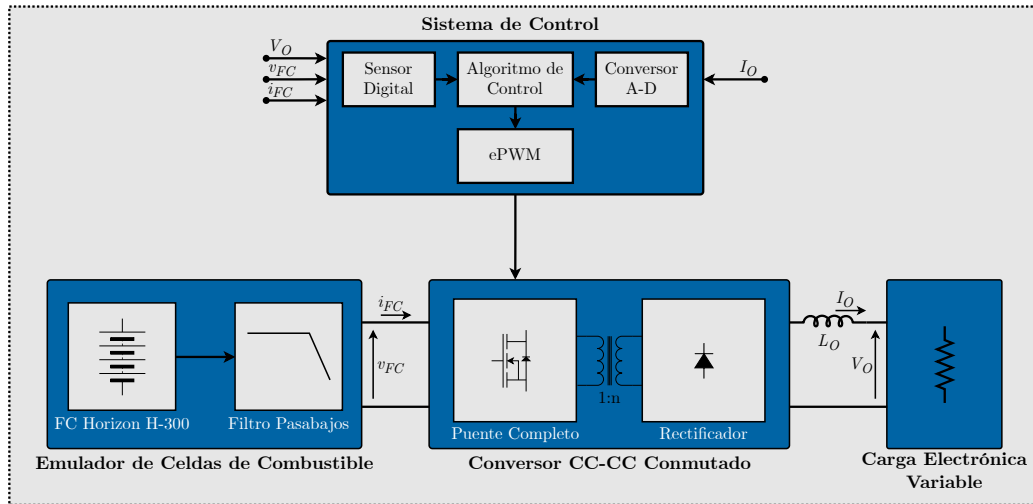 Sistema de Control
V_O
v_FC
i_FC
Sensor
Digital
Algoritmo de
Control
Conversor
A-D
I_O
ePWM
i_FC
v_FC
I_O
L_O
V_O
1:n
FC Horizon H-300
Filtro Pasabajos
Puente Completo
Rectificador
Emulador de Celdas de Combustible
Conversor CC-CC Conmutado
Carga Electrónica
Variable